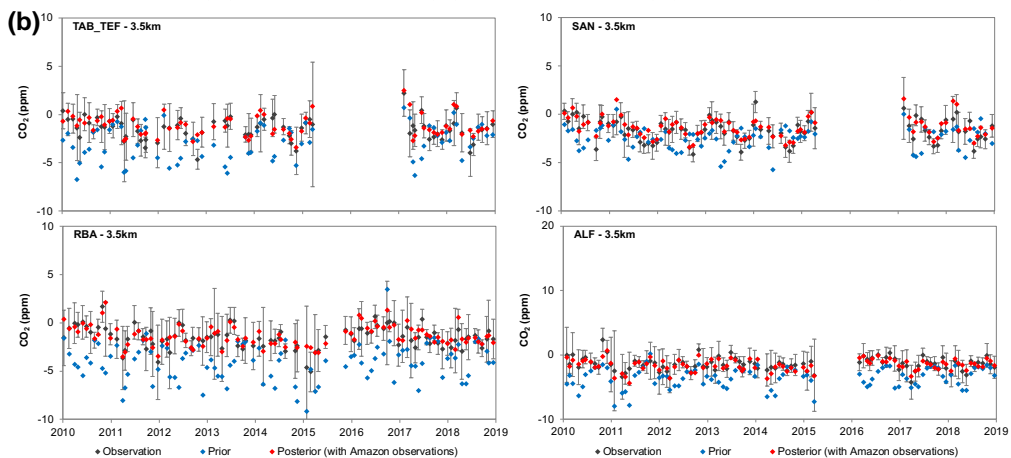 (b)
TAB_TEF - 3.5km
SAN - 3.5km
10
5
0
-5
-10
CO₂ (ppm)
10
5
0
-5
-10
CO₂ (ppm)
RBA - 3.5km
ALF - 3.5km
10
5
0
-5
-10
CO₂ (ppm)
20
10
0
-10
CO₂ (ppm)
2010 2011 2012 2013 2014 2015 2016 2017 2018 2019
2010 2011 2012 2013 2014 2015 2016 2017 2018 2019
Observation Prior Posterior (with Amazon observations)
Observation Prior Posterior (with Amazon observations)